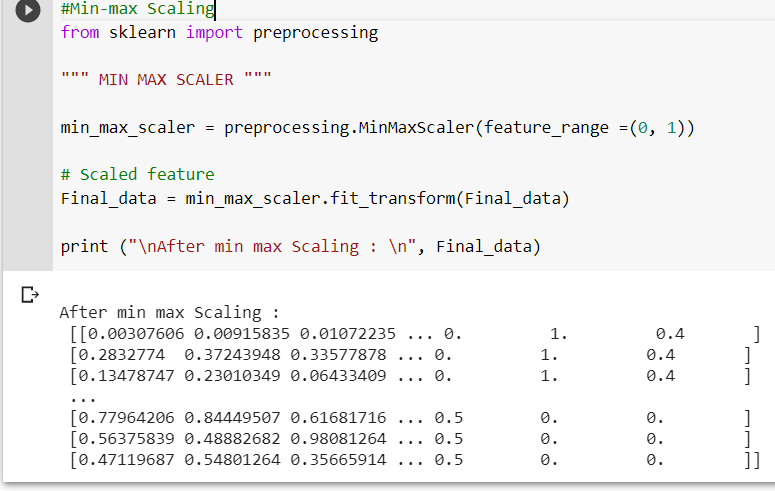 #Min-max Scaling
from sklearn import preprocessing
""" MIN MAX SCALER """
min_max_scaler = preprocessing.MinMaxScaler(feature_range =(0, 1))
# Scaled feature
Final_data = min_max_scaler.fit_transform(Final_data)
print ("\nAfter min max Scaling : \n", Final_data)
After min max Scaling :
[[0.00307606 0.00915835 0.01072235 ... 0.         1.         0.4       ]
[0.2832774  0.37243948 0.33577878 ... 0.         1.         0.4       ]
[0.13478747 0.23010349 0.06433409 ... 0.         1.         0.4       ]
...
[0.77964206 0.84449507 0.61681716 ... 0.5        0.         0.        ]
[0.56375839 0.48882682 0.98081264 ... 0.5        0.         0.        ]
[0.47119687 0.54801264 0.35665914 ... 0.5        0.         0.        ]]